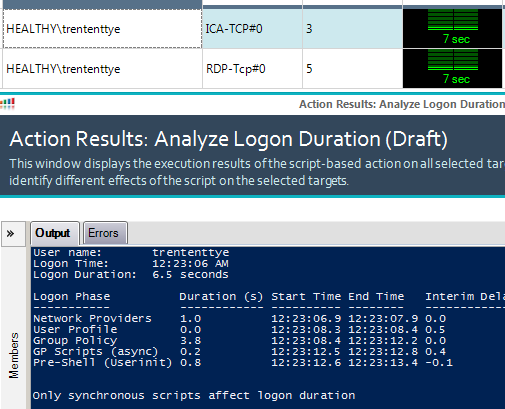 HEALTHY\trententtye ICA-TCP#0 3 7 sec
HEALTHY\trententtye RDP-Tcp#0 5 7 sec
Action Results: Analyze Logon Duration
Action Results: Analyze Logon Duration (Draft)
This window displays the execution results of the script-based action on all selected tar
identify different effects of the script on the selected targets.
» Output Errors
Members
User name: trententtye
Logon Time: 12:23:06 AM
Logon Duration: 6.5 seconds
Logon Phase Duration (s) Start Time End Time Interim Dela
----------- ------------ ---------- -------- ------------
Network Providers 1.0 12:23:06.9 12:23:07.9 0.0
User Profile 0.0 12:23:08.3 12:23:08.4 0.5
Group Policy 3.8 12:23:08.4 12:23:12.2 0.0
GP Scripts (async) 0.2 12:23:12.5 12:23:12.8 0.4
Pre-Shell (Userinit) 0.8 12:23:12.6 12:23:13.4 -0.1
Only synchronous scripts affect logon duration